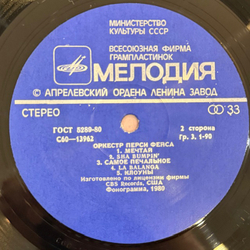 МИНИСТЕРСТВО
КУЛЬТУРЫ СССР
ВСЕСОЮЗНАЯ ФИРМА
ГРАМПЛАСТИНОК
МЕЛОДИЯ
© АПРЕЛЕВСКИЙ ОРДЕНА ЛЕНИНА ЗАВОД
СТЕРЕО 33
ГОСТ 5289-80 2 сторона
С60—13962 Гр. 3. 1-90
ОРКЕСТР ПЕРСИ ФЕЙСА
1. МЕЧТАЙ
2. SHA BUMPIN'
3. САМОЕ ПЕЧАЛЬНОЕ
4. LA BALANGA
5. КЛОУНЫ
Изготовлено по лицензии фирмы
CBS Records, США
Фонограмма, 1980